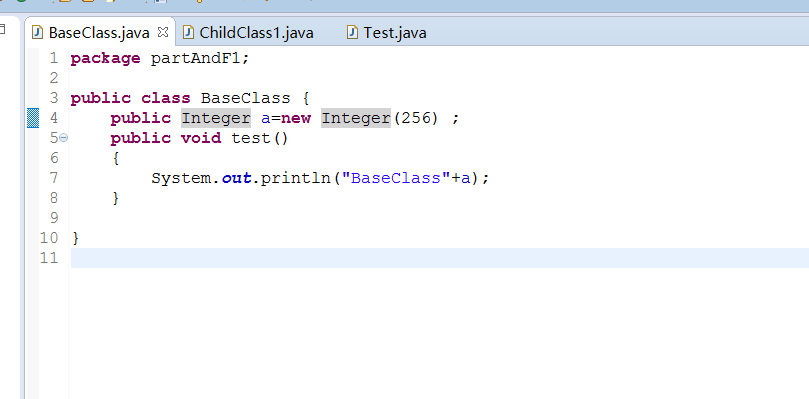 BaseClass.java ChildClass1.java Test.java
1 package partAndF1;
2
3 public class BaseClass {
4 public Integer a=new Integer(256) ;
5 public void test()
6 {
7 System.out.println("BaseClass"+a);
8 }
9
10 }
11